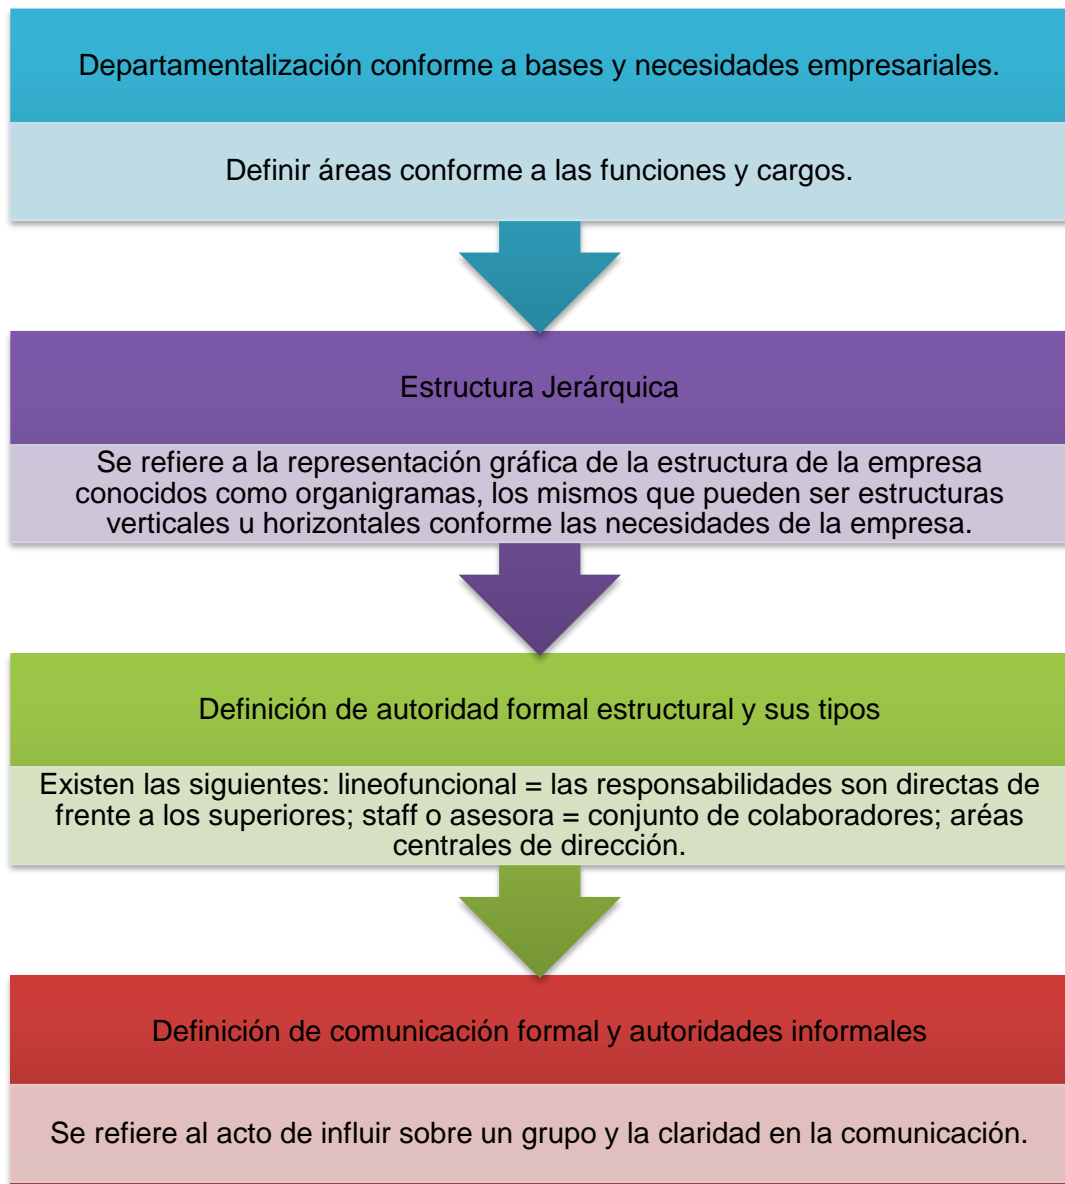 Departamentalización conforme a bases y necesidades empresariales.
Definir áreas conforme a las funciones y cargos.
Estructura Jerárquica
Se refiere a la representación gráfica de la estructura de la empresa
conocidos como organigramas, los mismos que pueden ser estructuras
verticales u horizontales conforme las necesidades de la empresa.
Definición de autoridad formal estructural y sus tipos
Existen las siguientes: lineofuncional = las responsabilidades son directas de
frente a los superiores; staff o asesora = conjunto de colaboradores; aréas
centrales de dirección.
Definición de comunicación formal y autoridades informales
Se refiere al acto de influir sobre un grupo y la claridad en la comunicación.